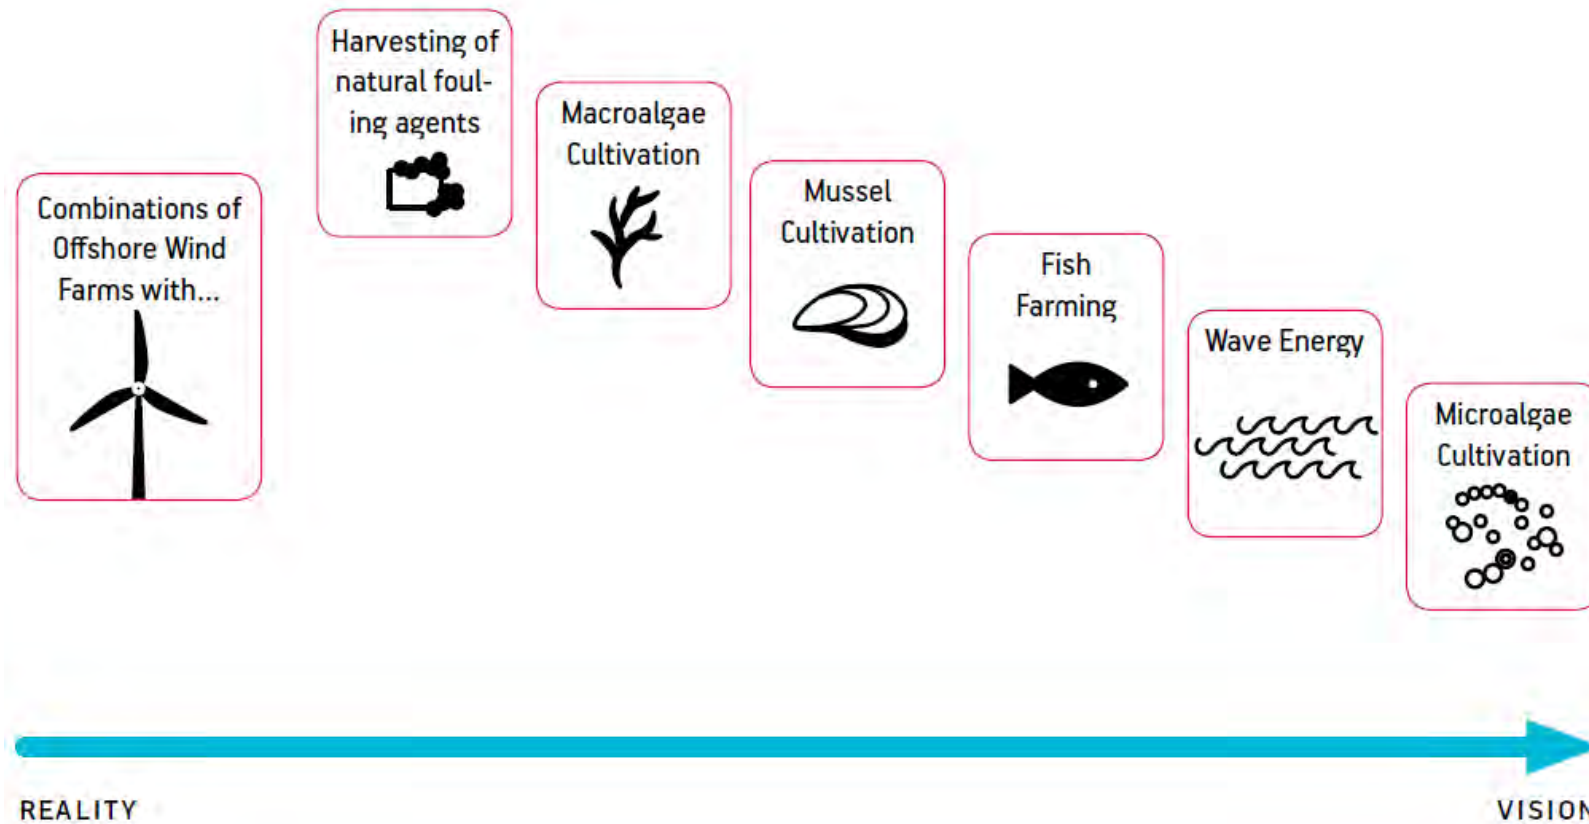 Combinations of
Offshore Wind
Farms with...
Harvesting of
natural foul-
ing agents
Macroalgae
Cultivation
Mussel
Cultivation
Fish
Farming
Wave Energy
Microalgae
Cultivation
REALITY
VISION